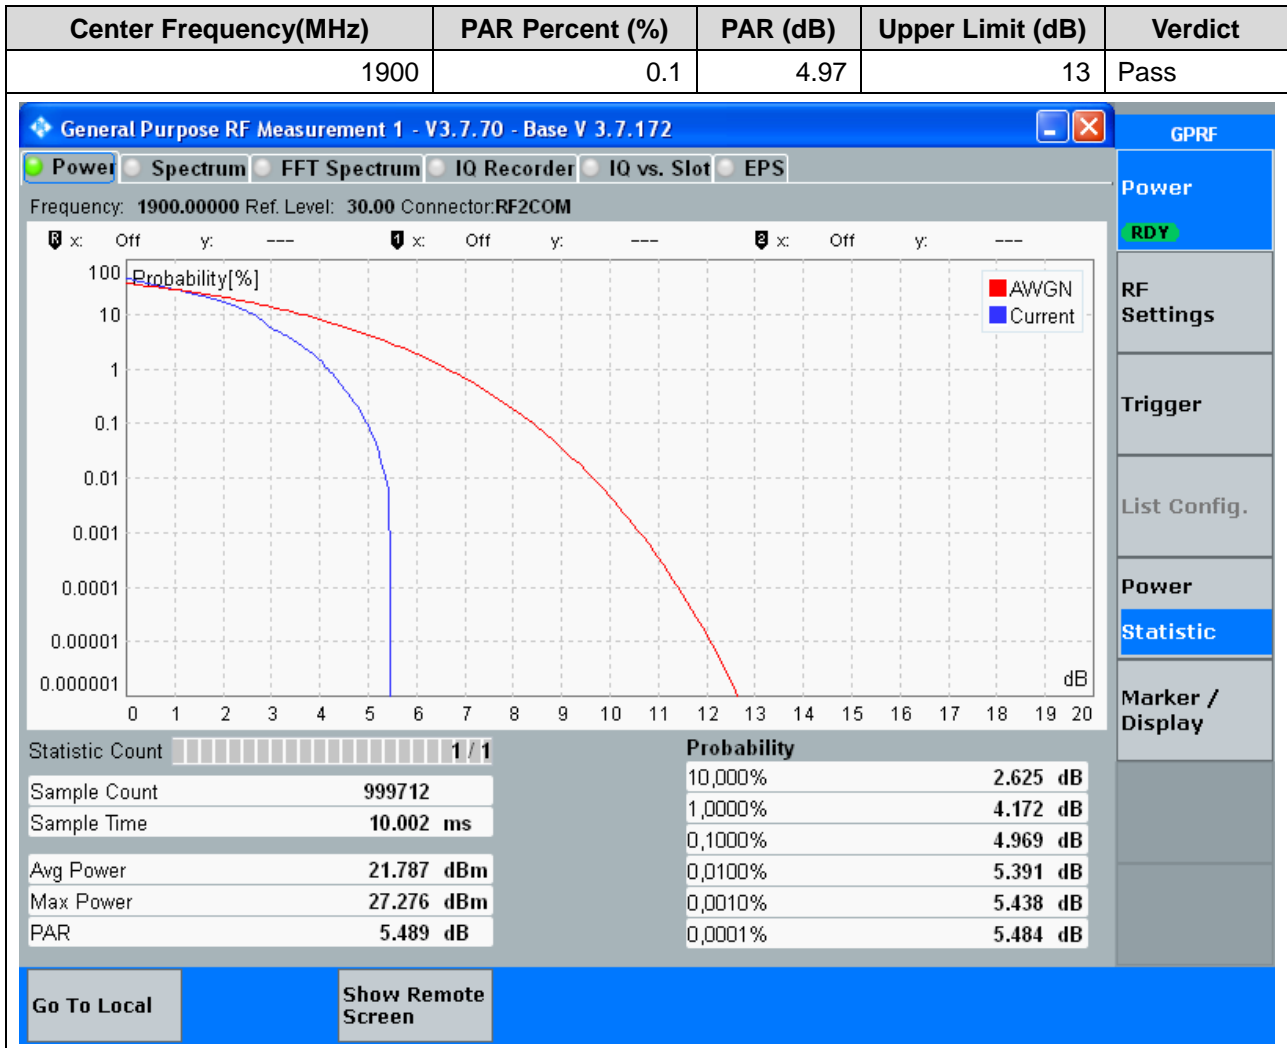 Center Frequency(MHz) PAR Percent (%) PAR (dB) Upper Limit (dB) Verdict
1900 0.1 4.97 13 Pass
General Purpose RF Measurement 1 - V3.7.70 - Base V 3.7.172
GPRF
Power Spectrum FFT Spectrum IQ Recorder IQ vs. Slot EPS
Power
RDY
Frequency: 1900.00000 Ref. Level: 30.00 Connector:RF2COM
R x: Off y: --- 1 x: Off y: --- 2 x: Off y: ---
Probability[%]
100
10
1
0.1
0.01
0.001
0.0001
0.00001
0.000001
AWGN
Current
dB
0 1 2 3 4 5 6 7 8 9 10 11 12 13 14 15 16 17 18 19 20
RF
Settings
Trigger
List Config.
Power
Statistic
Marker /
Display
Statistic Count 1 / 1
Sample Count 999712
Sample Time 10.002 ms
Avg Power 21.787 dBm
Max Power 27.276 dBm
PAR 5.489 dB
Probability
10,000% 2.625 dB
1,0000% 4.172 dB
0,1000% 4.969 dB
0,0100% 5.391 dB
0,0010% 5.438 dB
0,0001% 5.484 dB
Go To Local
Show Remote
Screen